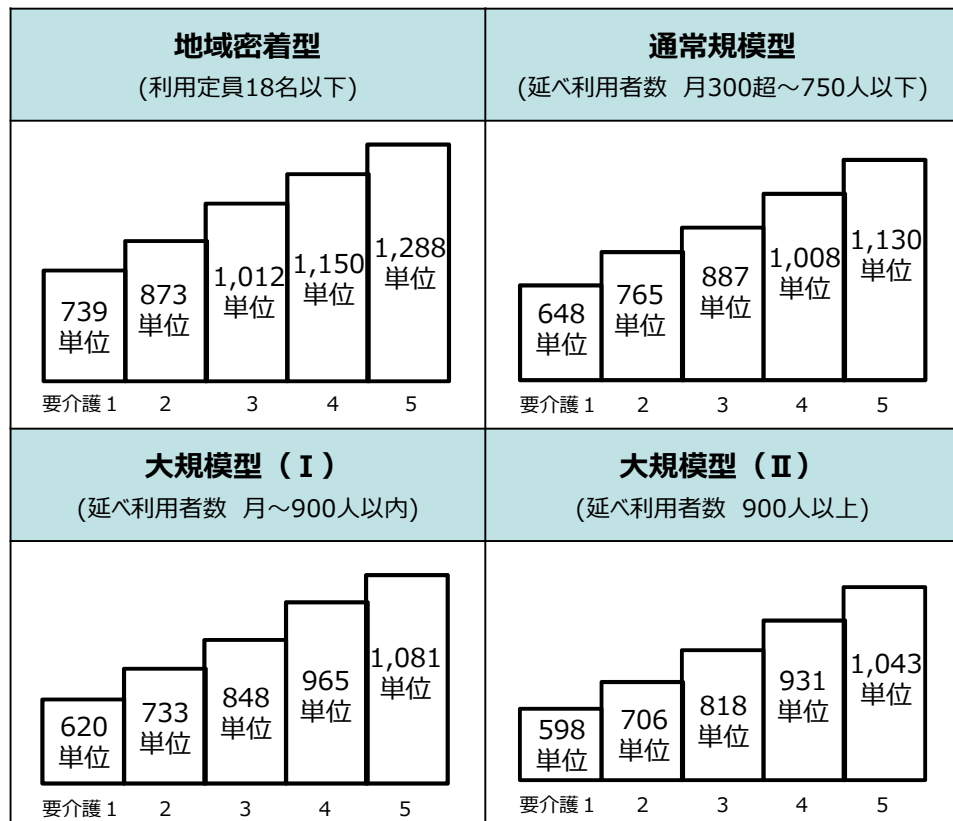 地域密着型
(利用定員18名以下)
739
単位
873
単位
1,012
単位
1,150
単位
1,288
単位
要介護１ 2 3 4 5
通常規模型
(延べ利用者数 月300超～750人以下)
648
単位
765
単位
887
単位
1,008
単位
1,130
単位
要介護１ 2 3 4 5
大規模型（Ⅰ）
(延べ利用者数 月～900人以内)
620
単位
733
単位
848
単位
965
単位
1,081
単位
要介護１ 2 3 4 5
大規模型（Ⅱ）
(延べ利用者数 900人以上)
598
単位
706
単位
818
単位
931
単位
1,043
単位
要介護１ 2 3 4 5